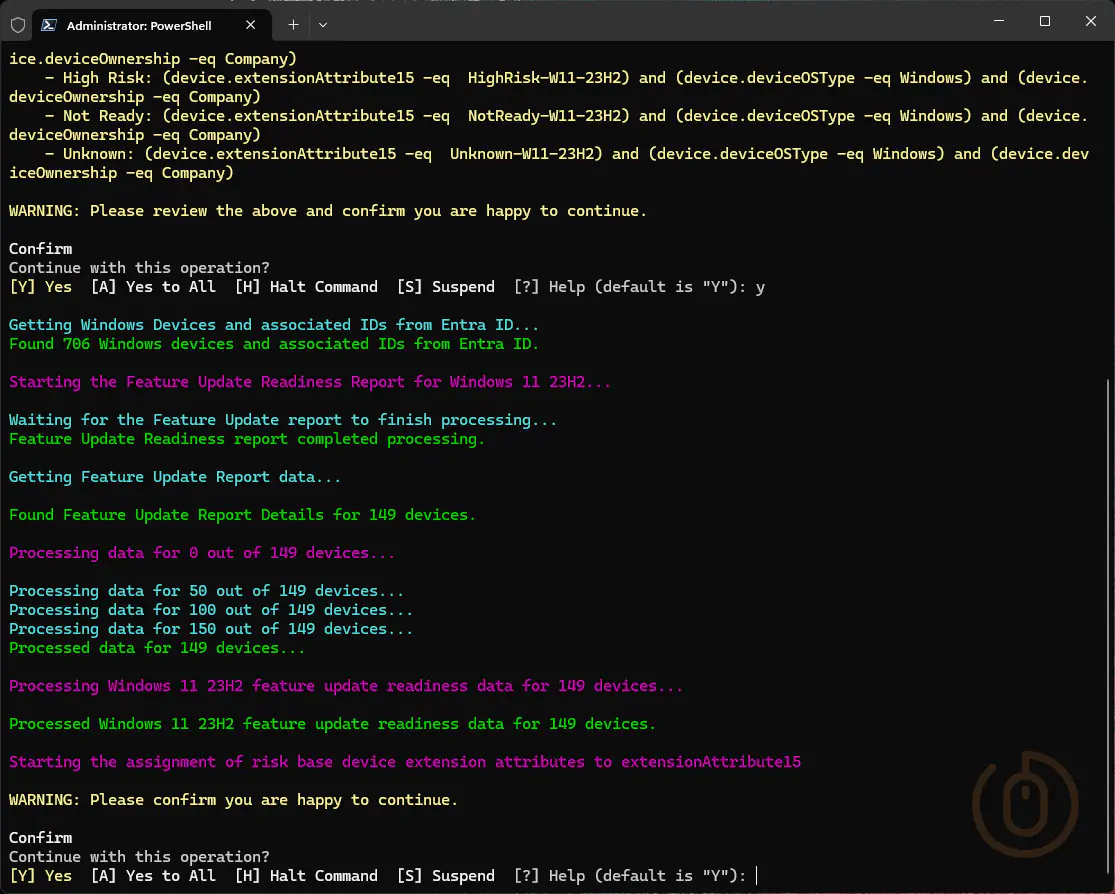 Administrator: PowerShell
ice.deviceOwnership -eq Company)
    - High Risk: (device.extensionAttribute15 -eq  HighRisk-W11-23H2) and (device.deviceOSType -eq Windows) and (device.
deviceOwnership -eq Company)
    - Not Ready: (device.extensionAttribute15 -eq  NotReady-W11-23H2) and (device.deviceOSType -eq Windows) and (device.
deviceOwnership -eq Company)
    - Unknown: (device.extensionAttribute15 -eq  Unknown-W11-23H2) and (device.deviceOSType -eq Windows) and (device.dev
iceOwnership -eq Company)
WARNING: Please review the above and confirm you are happy to continue.
Confirm
Continue with this operation?
[Y] Yes  [A] Yes to All  [H] Halt Command  [S] Suspend  [?] Help (default is "Y"): y
Getting Windows Devices and associated IDs from Entra ID...
Found 706 Windows devices and associated IDs from Entra ID.
Starting the Feature Update Readiness Report for Windows 11 23H2...
Waiting for the Feature Update report to finish processing...
Feature Update Readiness report completed processing.
Getting Feature Update Report data...
Found Feature Update Report Details for 149 devices.
Processing data for 0 out of 149 devices...
Processing data for 50 out of 149 devices...
Processing data for 100 out of 149 devices...
Processing data for 150 out of 149 devices...
Processed data for 149 devices...
Processing Windows 11 23H2 feature update readiness data for 149 devices...
Processed Windows 11 23H2 feature update readiness data for 149 devices.
Starting the assignment of risk base device extension attributes to extensionAttribute15
WARNING: Please confirm you are happy to continue.
Confirm
Continue with this operation?
[Y] Yes  [A] Yes to All  [H] Halt Command  [S] Suspend  [?] Help (default is "Y"):